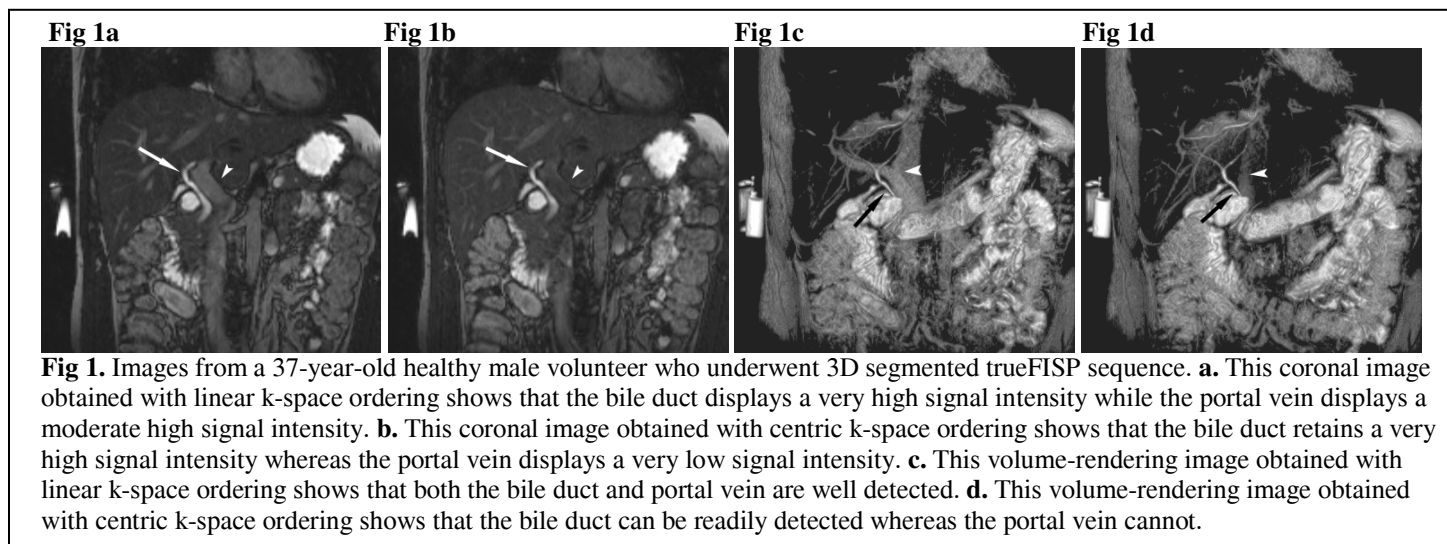 Fig 1a Fig 1b Fig 1c Fig 1d
Fig 1. Images from a 37-year-old healthy male volunteer who underwent 3D segmented trueFISP sequence. a. This coronal image
obtained with linear k-space ordering shows that the bile duct displays a very high signal intensity while the portal vein displays a
moderate high signal intensity. b. This coronal image obtained with centric k-space ordering shows that the bile duct retains a very
high signal intensity whereas the portal vein displays a very low signal intensity. c. This volume-rendering image obtained with
linear k-space ordering shows that both the bile duct and portal vein are well detected. d. This volume-rendering image obtained
with centric k-space ordering shows that the bile duct can be readily detected whereas the portal vein cannot.